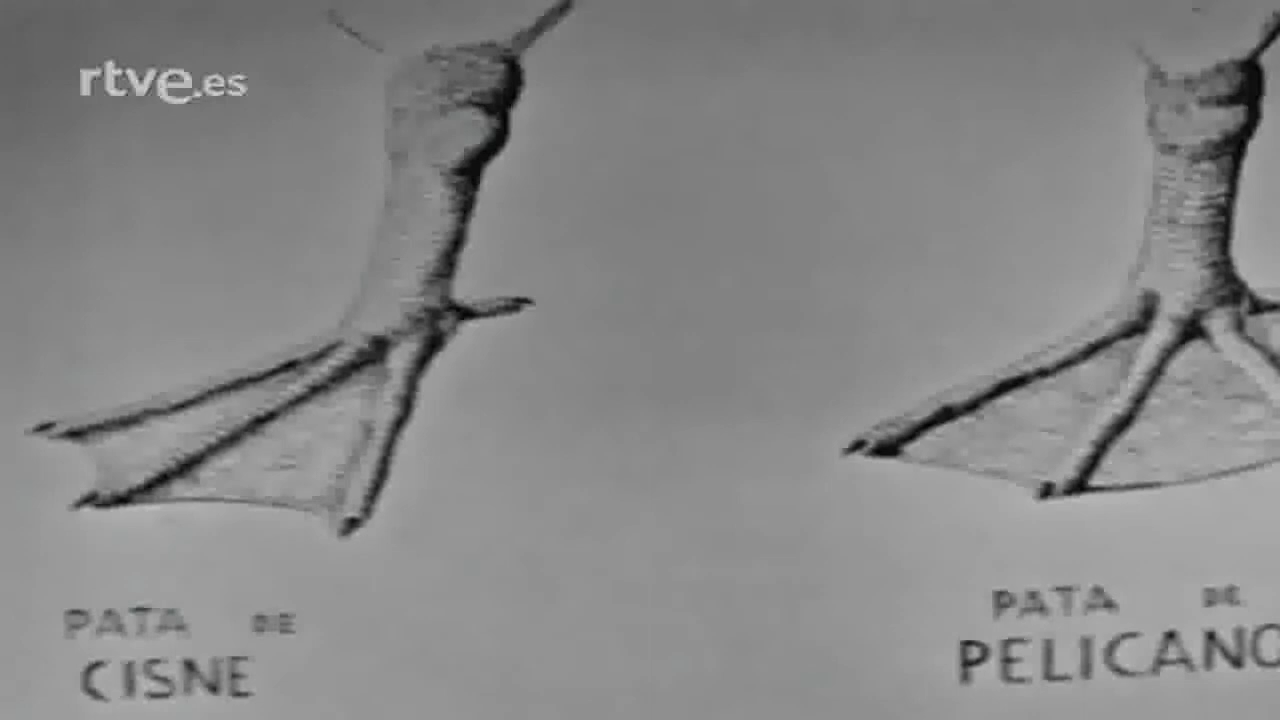 rtve.es
PATA DE
CISNE
PATA DE
PELICANO